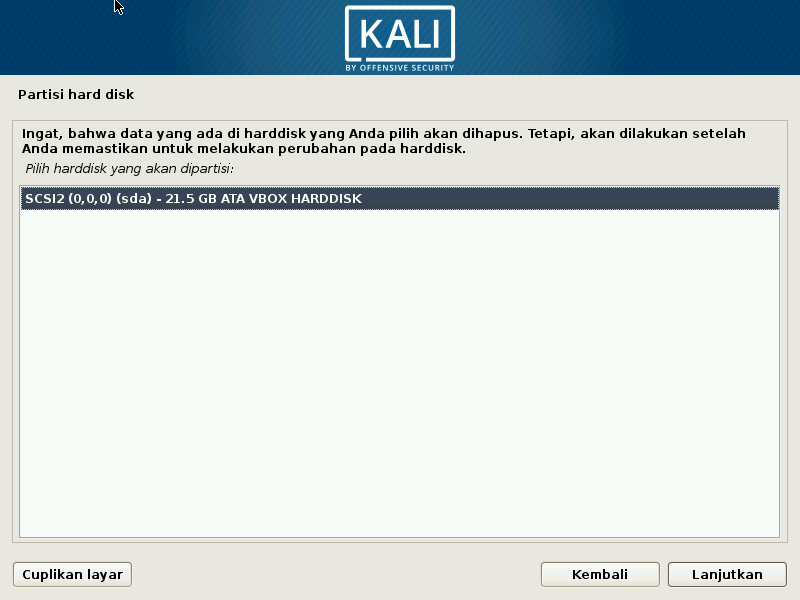 KALI
BY OFFENSIVE SECURITY
Partisi hard disk
Ingat, bahwa data yang ada di harddisk yang Anda pilih akan dihapus. Tetapi, akan dilakukan setelah
Anda memastikan untuk melakukan perubahan pada harddisk.
Pilih harddisk yang akan dipartisi:
SCSI2 (0,0,0) (sda) - 21.5 GB ATA VBOX HARDDISK
Cuplikan layar
Kembali
Lanjutkan